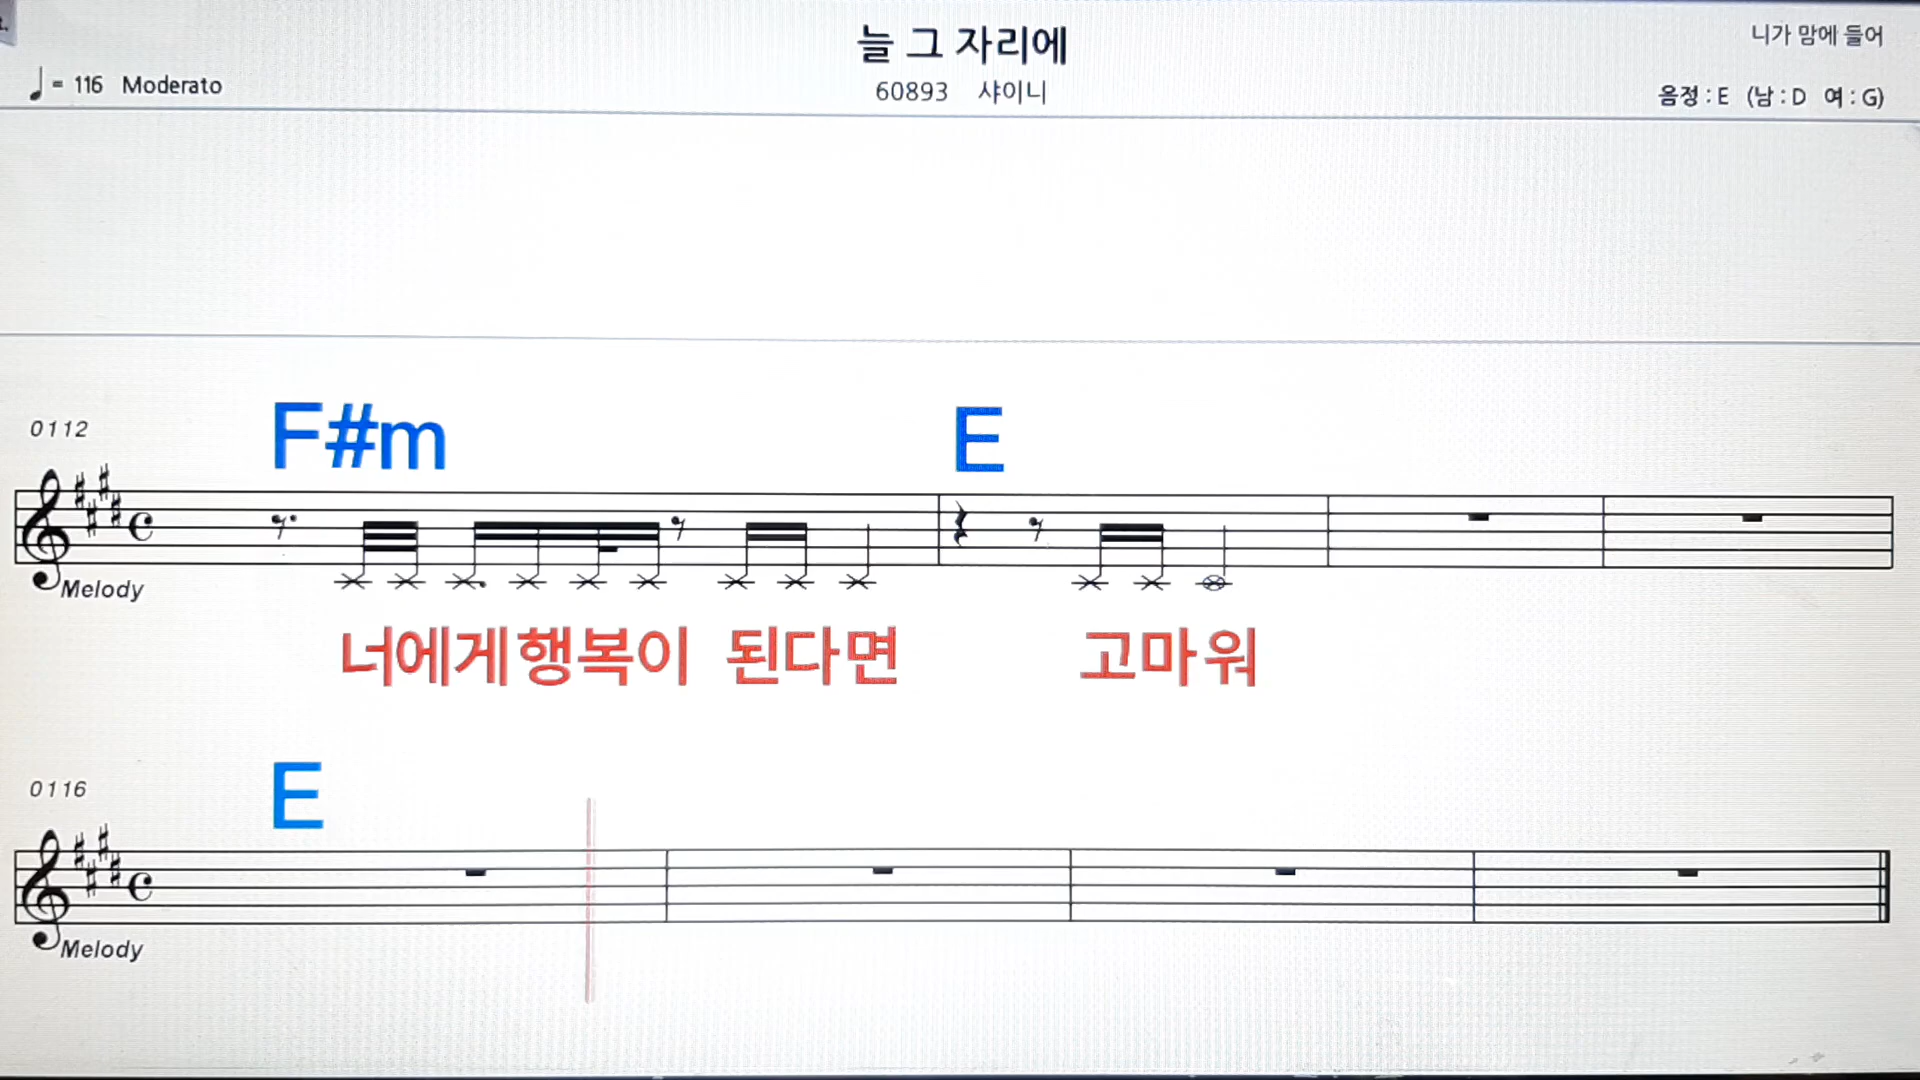 늘 그 자리에
니가 맘에 들어
♩ = 116 Moderato
60893 샤이니
음정 : E (남 : D 여 : G)
0112
F#m E
Melody
너에게행복이 된다면 고마워
0116
E
Melody